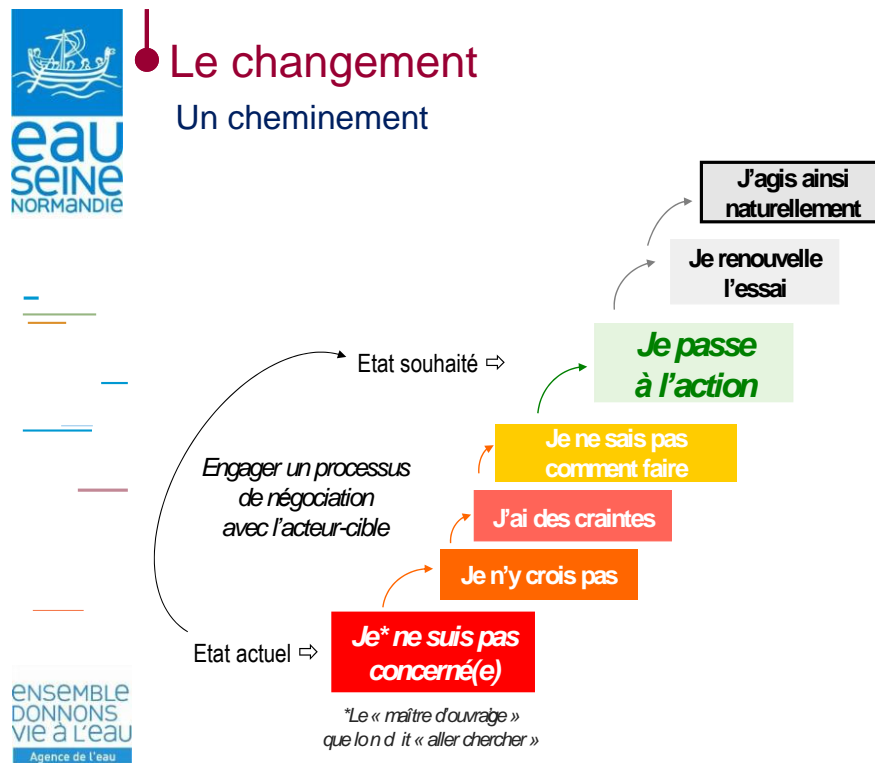 Le changement
Un cheminement
eau
SEINE
NORMANDIE
J'agis ainsi
naturellement
Je renouvelle
l'essai
Etat souhaité ⇨
Je passe
à l'action
Je ne sais pas
comment faire
Engager un processus
de négociation
avec l'acteur-cible
J'ai des craintes
Je n'y crois pas
Etat actuel ⇨
Je* ne suis pas
concerné(e)
*Le « maître d'ouvrage »
que lon d it « aller chercher »
ENSEMBLE
DONNONS
VIE à L'EAU
Agence de l'eau